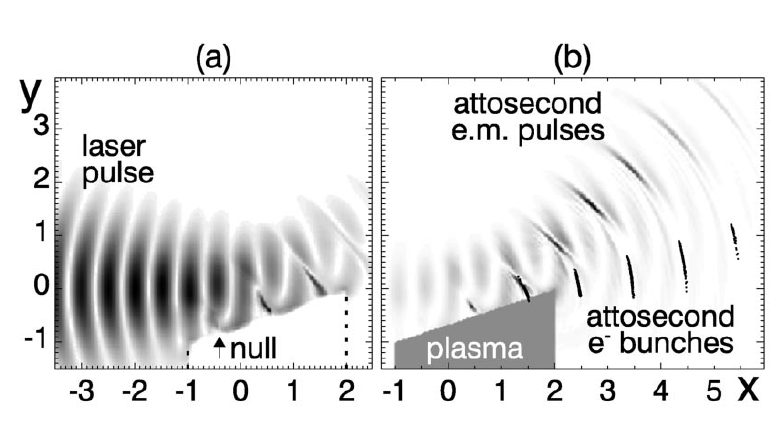 (a)
(b)
y
3
2
1
0
-1
laser
pulse
↑null
-3
-2
-1
0
1
2
attosecond
e.m. pulses
attosecond
e⁻ bunches
plasma
-1
0
1
2
3
4
5
X